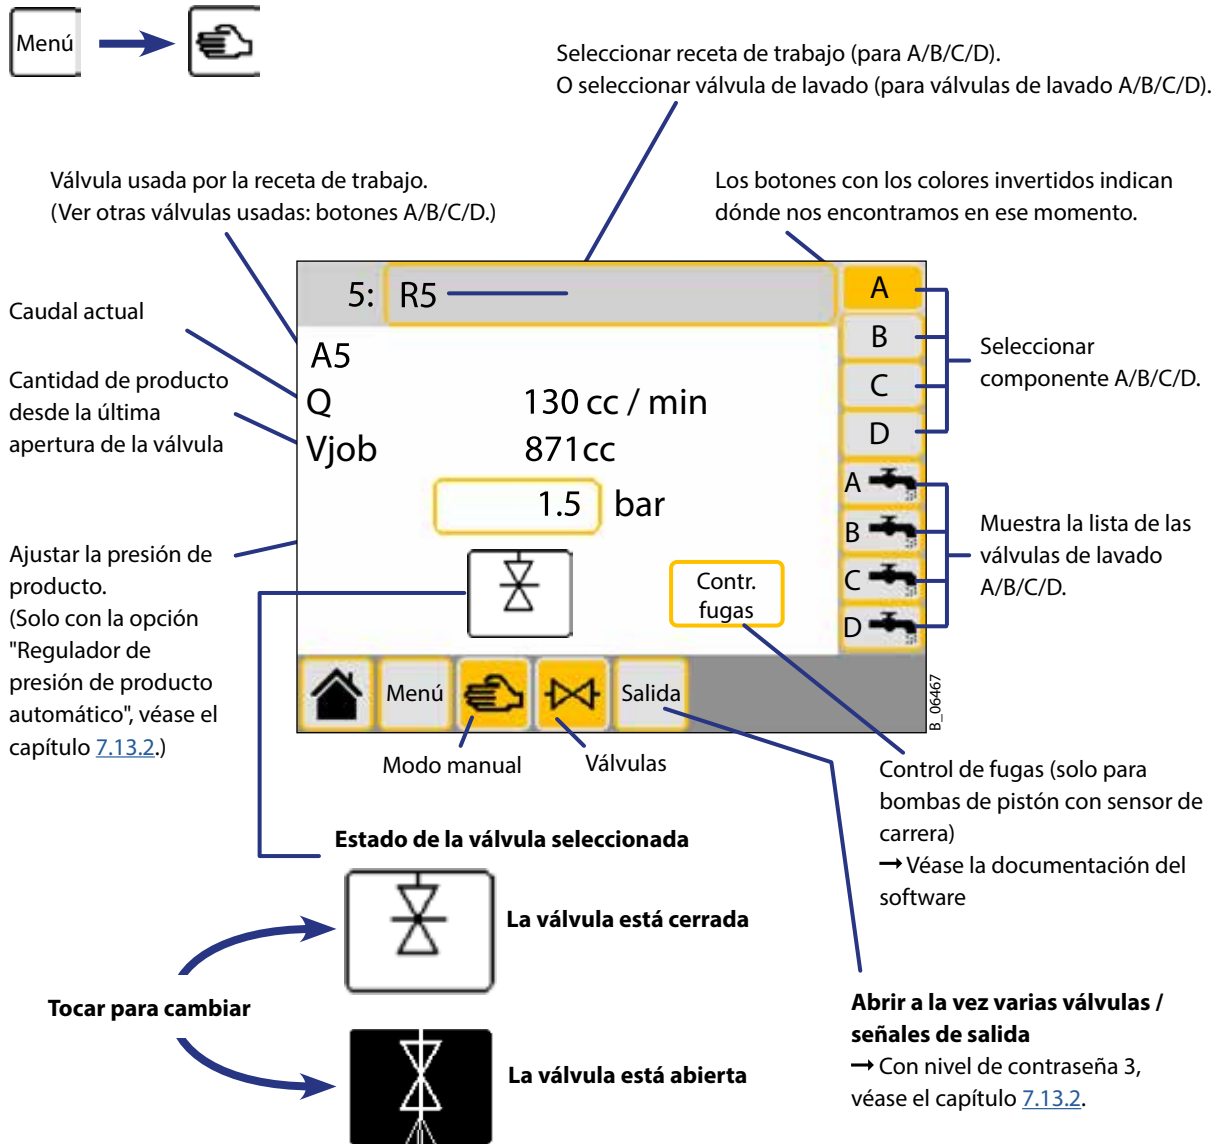 Menú
Seleccionar receta de trabajo (para A/B/C/D).
O seleccionar válvula de lavado (para válvulas de lavado A/B/C/D).
Válvula usada por la receta de trabajo.
(Ver otras válvulas usadas: botones A/B/C/D.)
Los botones con los colores invertidos indican
dónde nos encontramos en ese momento.
Caudal actual
Cantidad de producto
desde la última
apertura de la válvula
Ajustar la presión de
producto.
(Solo con la opción
"Regulador de
presión de producto
automático", véase el
capítulo 7.13.2.)
5: R5
A5
Q 130 cc / min
Vjob 871cc
1.5 bar
Contr.
fugas
A
B
C
D
A
B
C
D
Seleccionar
componente A/B/C/D.
Muestra la lista de las
válvulas de lavado
A/B/C/D.
Menú
Salida
B_06467
Modo manual
Válvulas
Control de fugas (solo para
bombas de pistón con sensor de
carrera)
→ Véase la documentación del
software
Estado de la válvula seleccionada
La válvula está cerrada
Tocar para cambiar
La válvula está abierta
Abrir a la vez varias válvulas /
señales de salida
→ Con nivel de contraseña 3,
véase el capítulo 7.13.2.